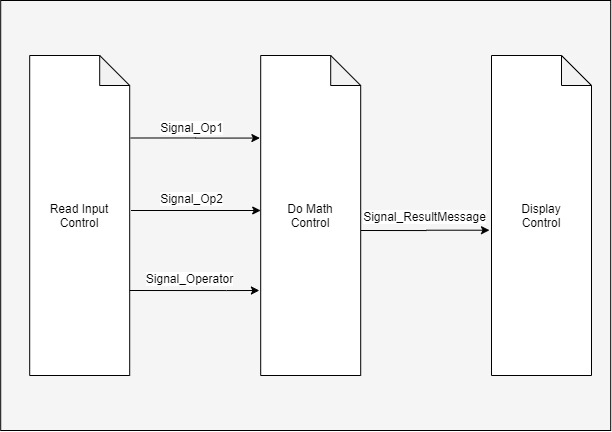 Signal_Op1
Signal_Op2
Read Input
Control
Do Math
Control
Signal_ResultMessage
Display
Control
Signal_Operator